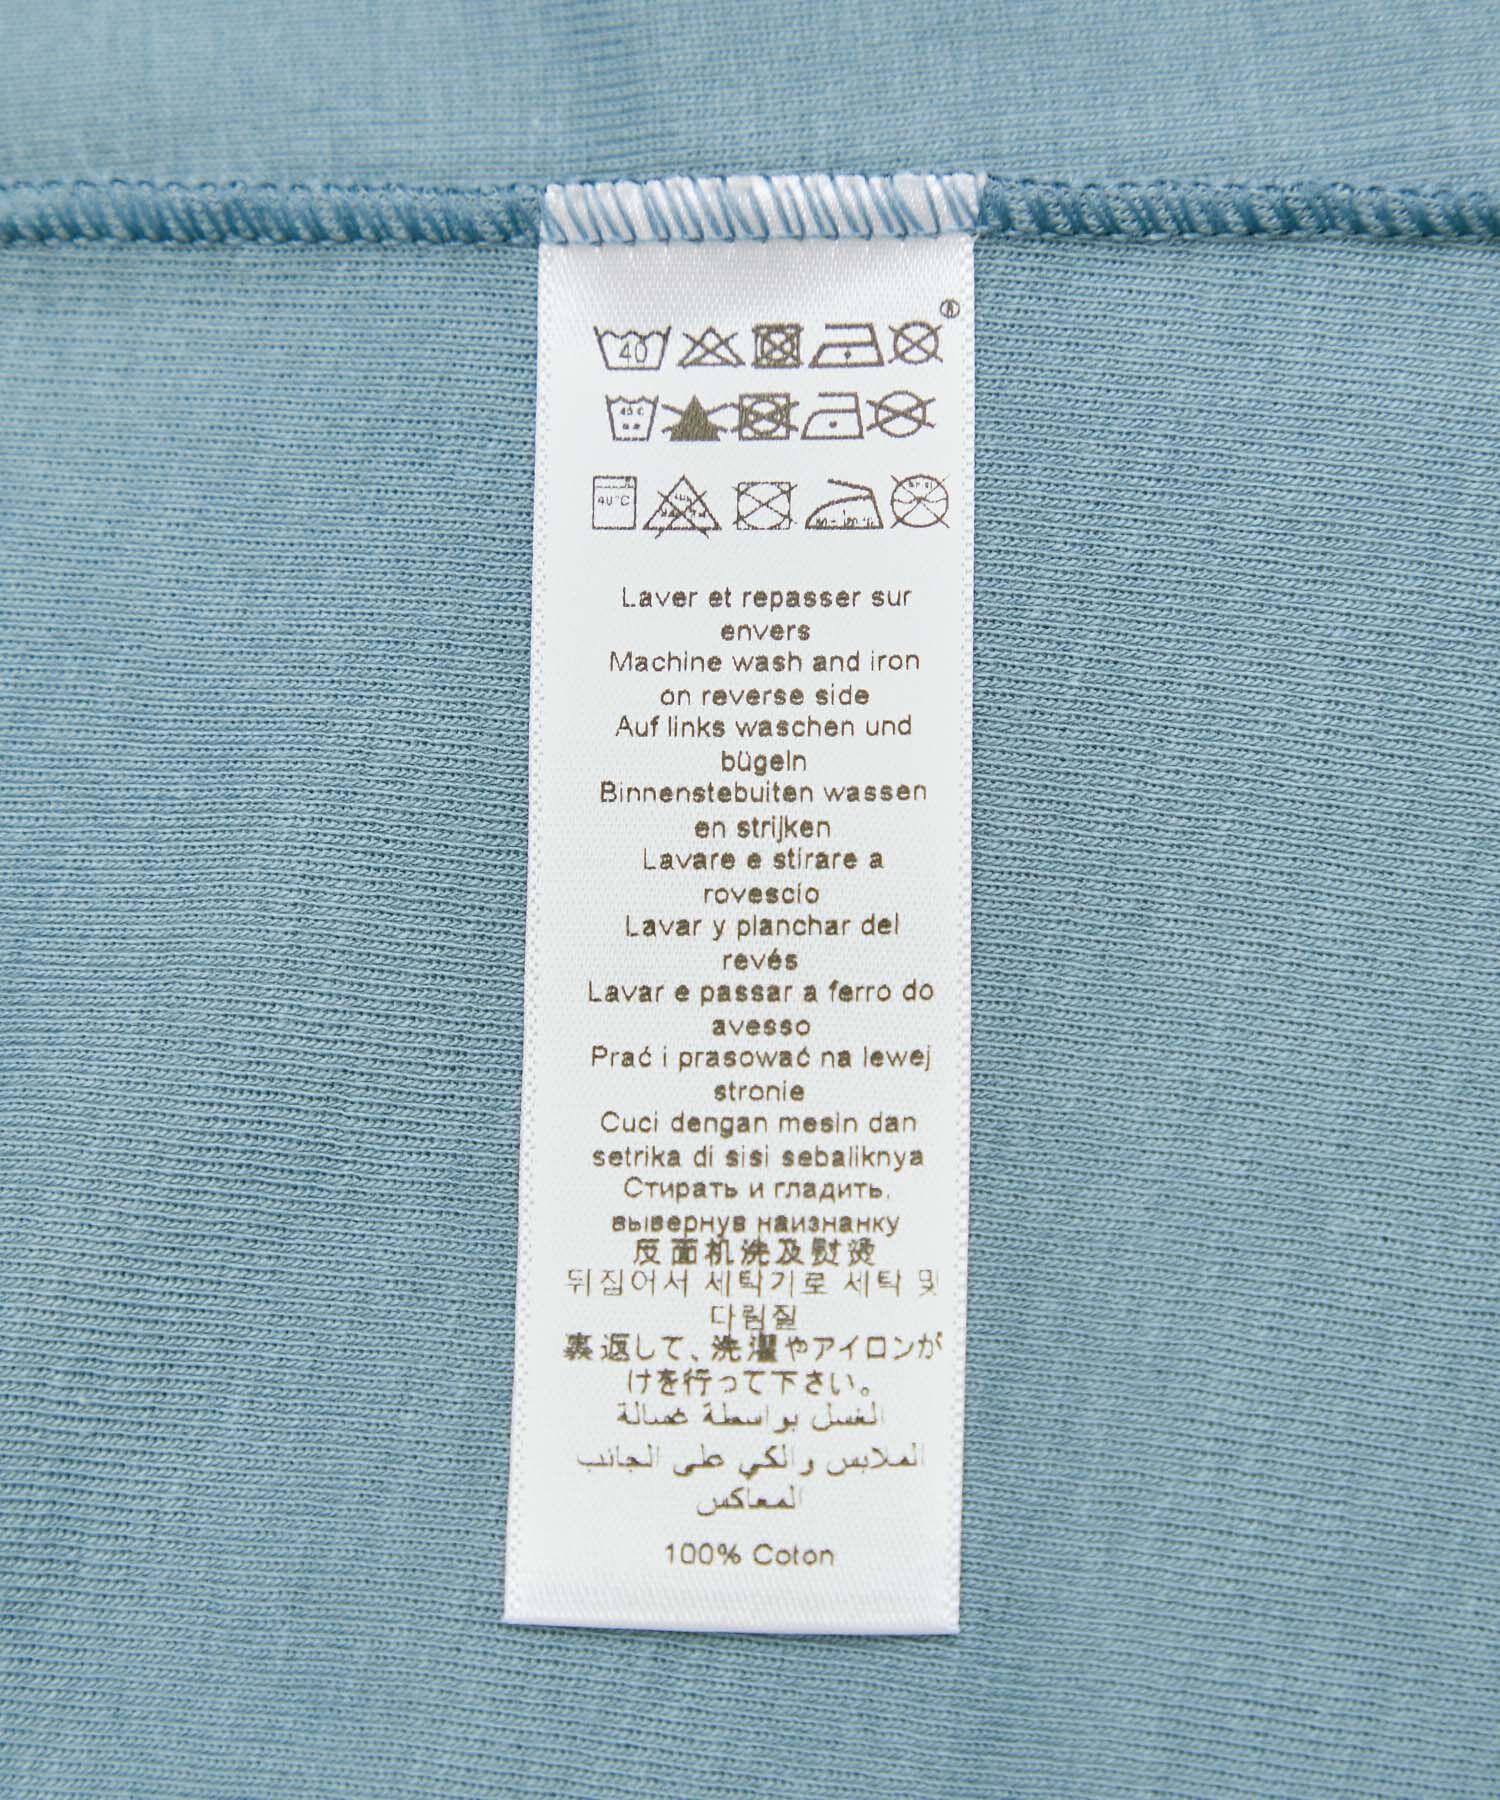 40
40°C
Laver et repasser sur
envers
Machine wash and iron
on reverse side
Auf links waschen und
bügeln
Binnenstebuiten wassen
en strijken
Lavare e stirare a
rovescio
Lavar y planchar del
revés
Lavar e passar a ferro do
avesso
Prać i prasować na lewej
stronie
Cuci dengan mesin dan
setrika di sisi sebaliknya
Стирать и гладить,
вывернув наизнанку
反面机洗及熨烫
뒤집어서 세탁기로 세탁 및
다림질
裏返して、洗濯やアイロンが
けを行って下さい。
الغسل بواسطة غسالة
الملابس والكي على الجانب
المعاكس
100% Coton